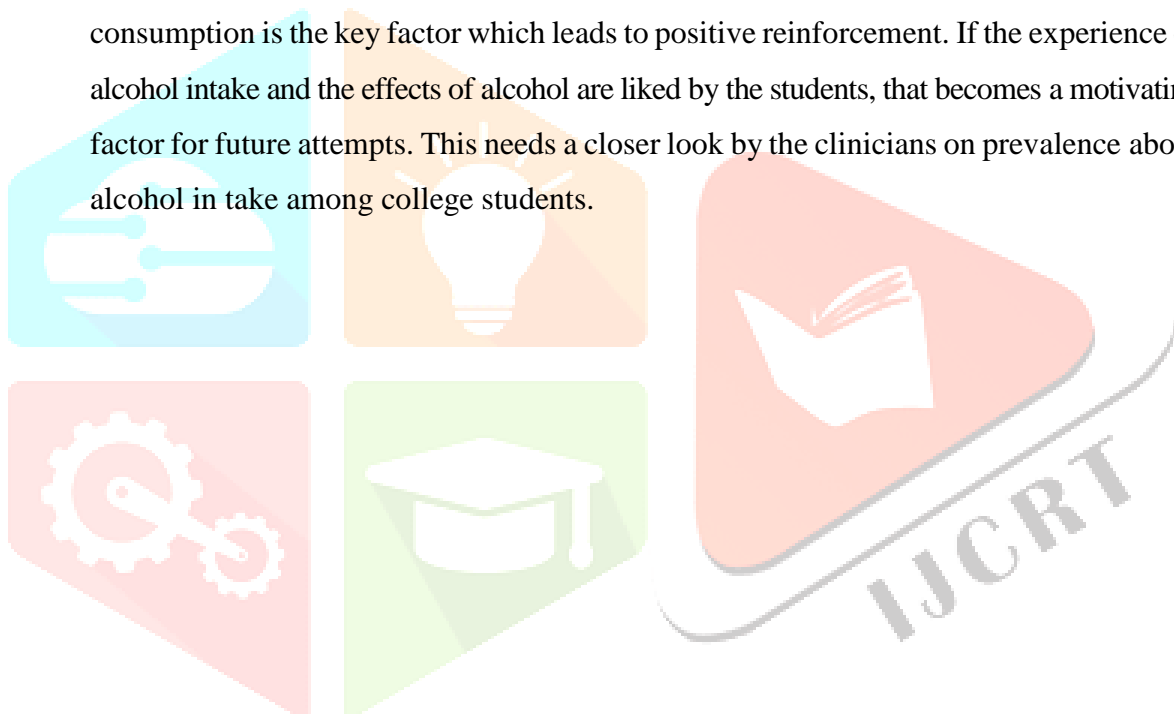 consumption is the key factor which leads to positive reinforcement. If the experience
alcohol intake and the effects of alcohol are liked by the students, that becomes a
factor for future attempts. This needs a closer look by the clinicians on prevalence
alcohol in take among college students.
IJCRT